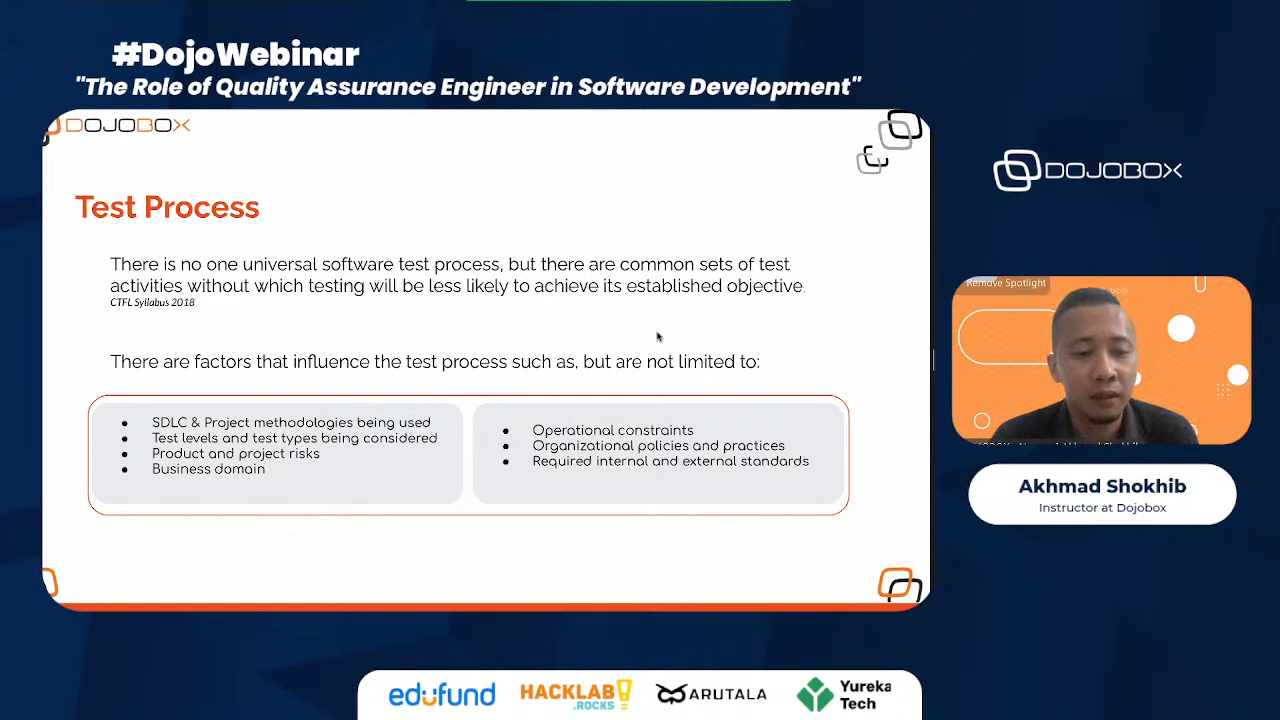 #DojoWebinar
"The Role of Quality Assurance Engineer in Software Development"
DOJOBOX
Test Process
There is no one universal software test process, but there are common sets of test
activities without which testing will be less likely to achieve its established objective.
CTFL Syllabus 2018
There are factors that influence the test process such as, but are not limited to:
• SDLC & Project methodologies being used
• Test levels and test types being considered
• Product and project risks
• Business domain
• Operational constraints
• Organizational policies and practices
• Required internal and external standards
DOJOBOX
Remove Spotlight
Akhmad Shokhib
Instructor at Dojobox
edufund
HACKLAB!
.ROCKS
ARUTALA
Yureka
Tech